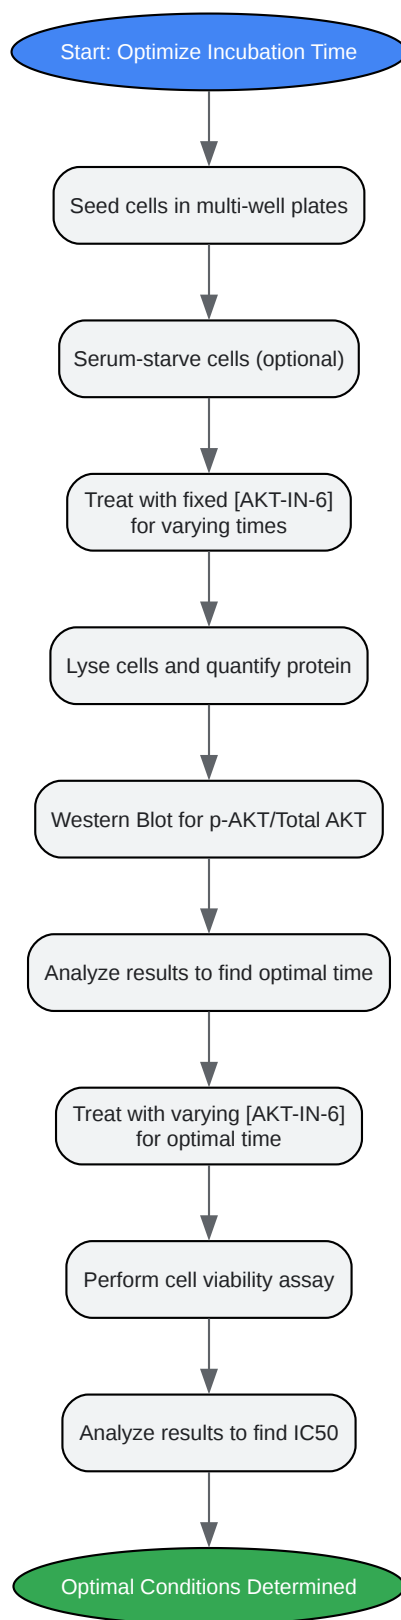 Start: Optimize Incubation Time
Seed cells in multi-well plates
Serum-starve cells (optional)
Treat with fixed [AKT-IN-6]
for varying times
Lyse cells and quantify protein
Western Blot for p-AKT/Total AKT
Analyze results to find optimal time
Treat with varying [AKT-IN-6]
for optimal time
Perform cell viability assay
Analyze results to find IC50
Optimal Conditions Determined